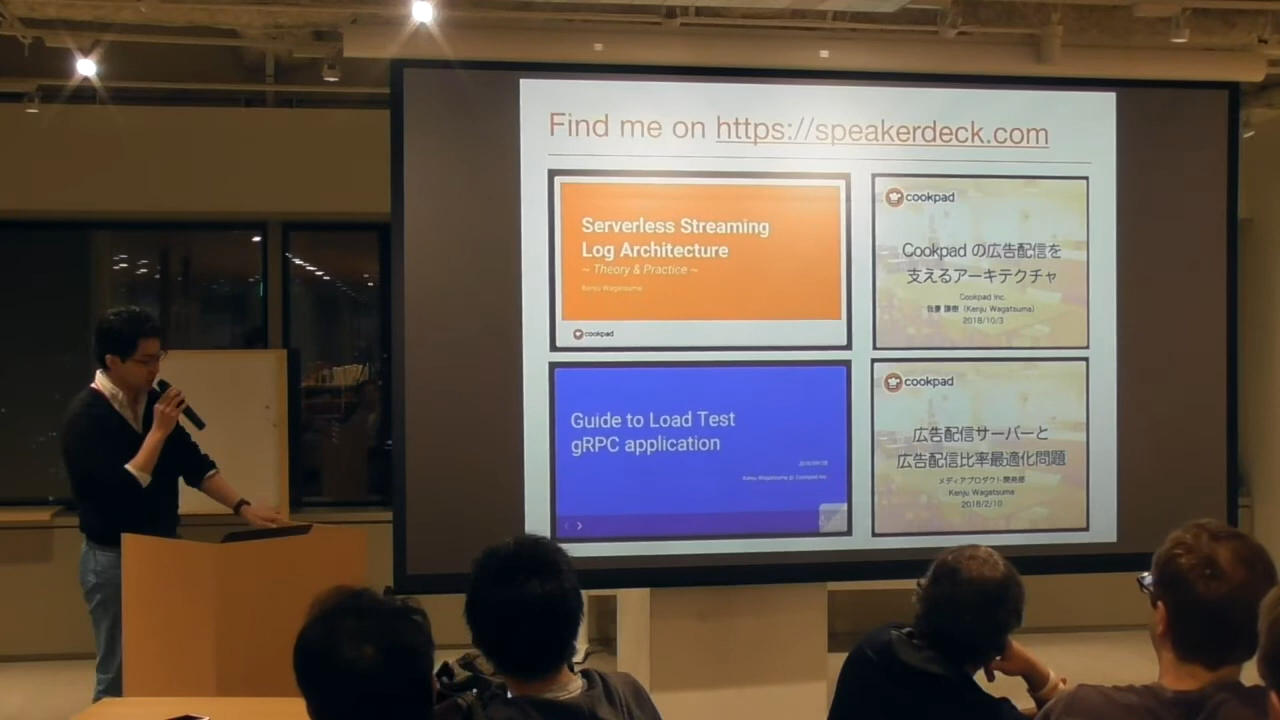 Find me on https://speakerdeck.com
Serverless Streaming
Log Architecture
~ Theory & Practice ~
Kenju Wagatsuma
cookpad
cookpad
Cookpad の広告配信を
支えるアーキテクチャ
Cookpad Inc.
我妻 謙樹 (Kenju Wagatsuma)
2018/10/3
Guide to Load Test
gRPC application
Kenju Wagatsuma @ Cookpad Inc.
cookpad
広告配信サーバーと
広告配信比率最適化問題
メディアプロダクト開発部
Kenju Wagatsuma
2018/2/10